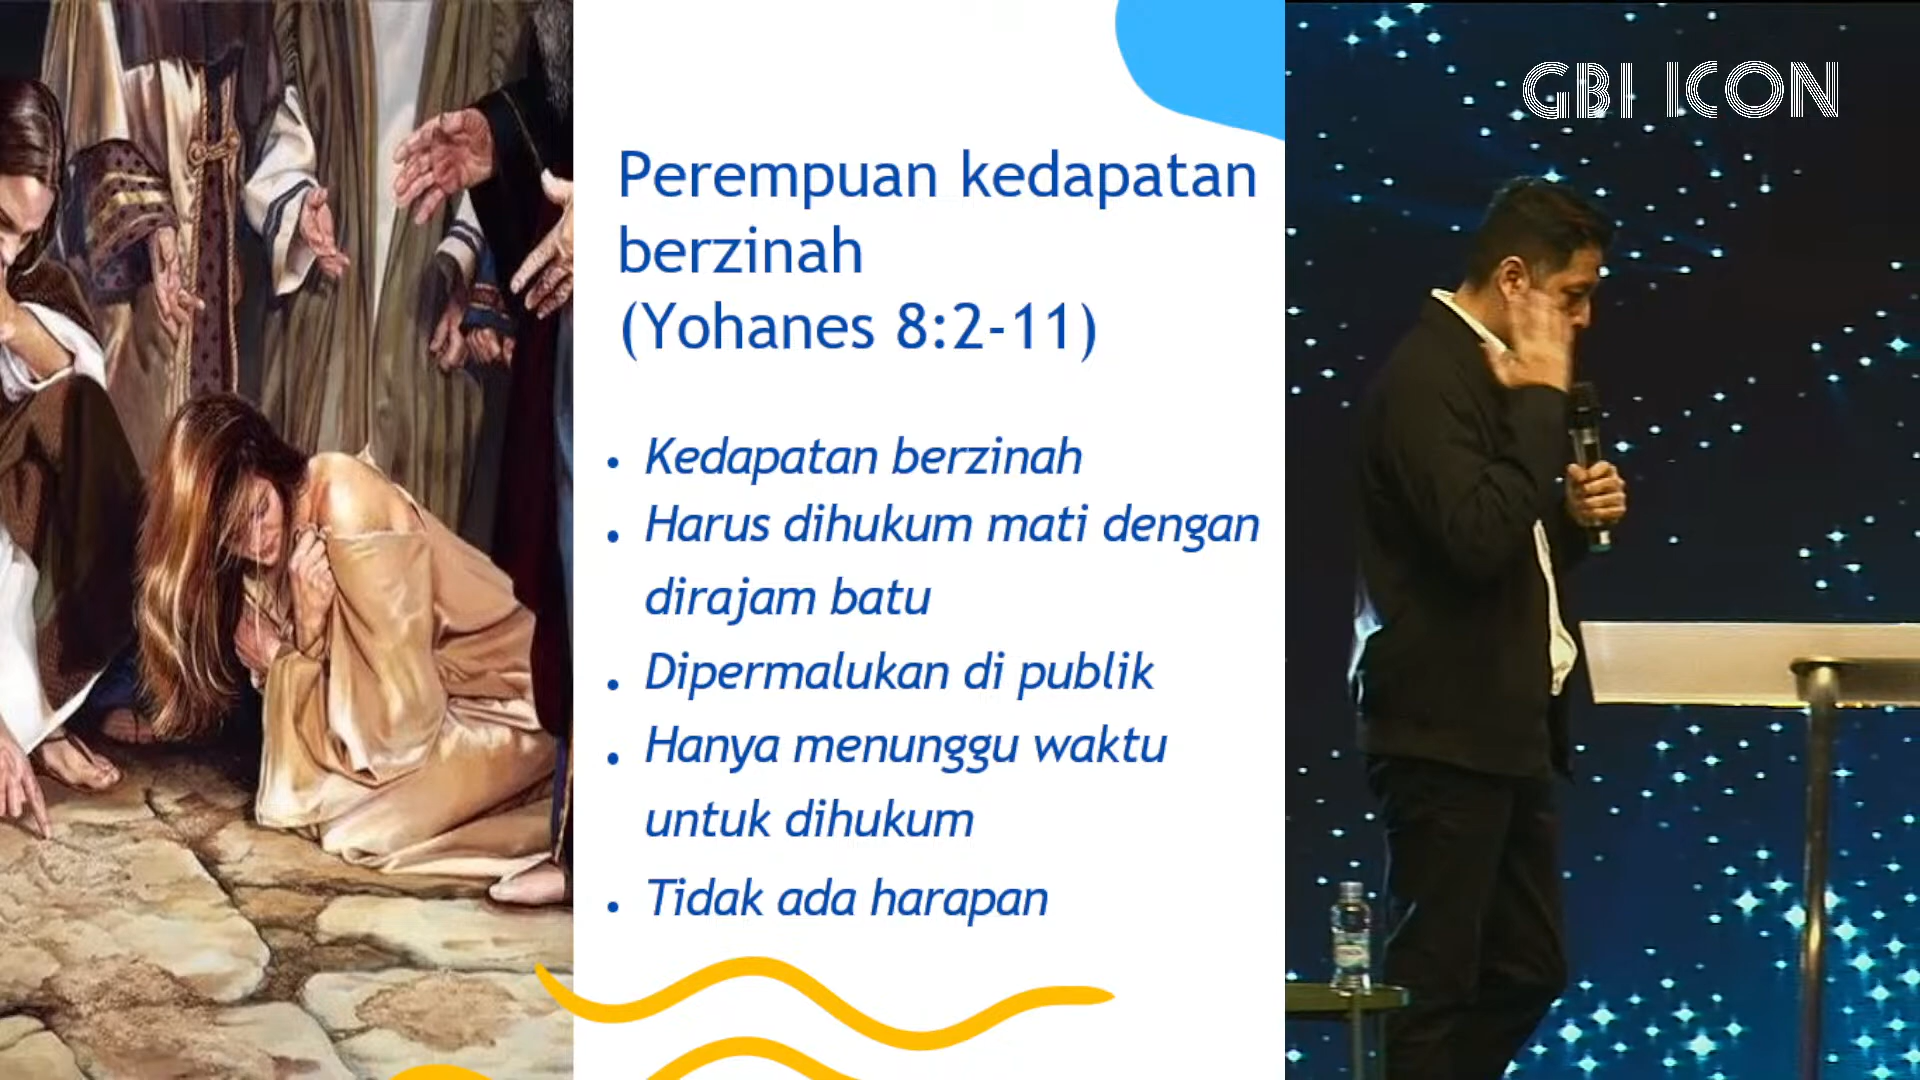 GBI ICON
Perempuan kedapatan
berzinah
(Yohanes 8:2-11)
• Kedapatan berzinah
• Harus dihukum mati dengan
dirajam batu
• Dipermalukan di publik
• Hanya menunggu waktu
untuk dihukum
• Tidak ada harapan